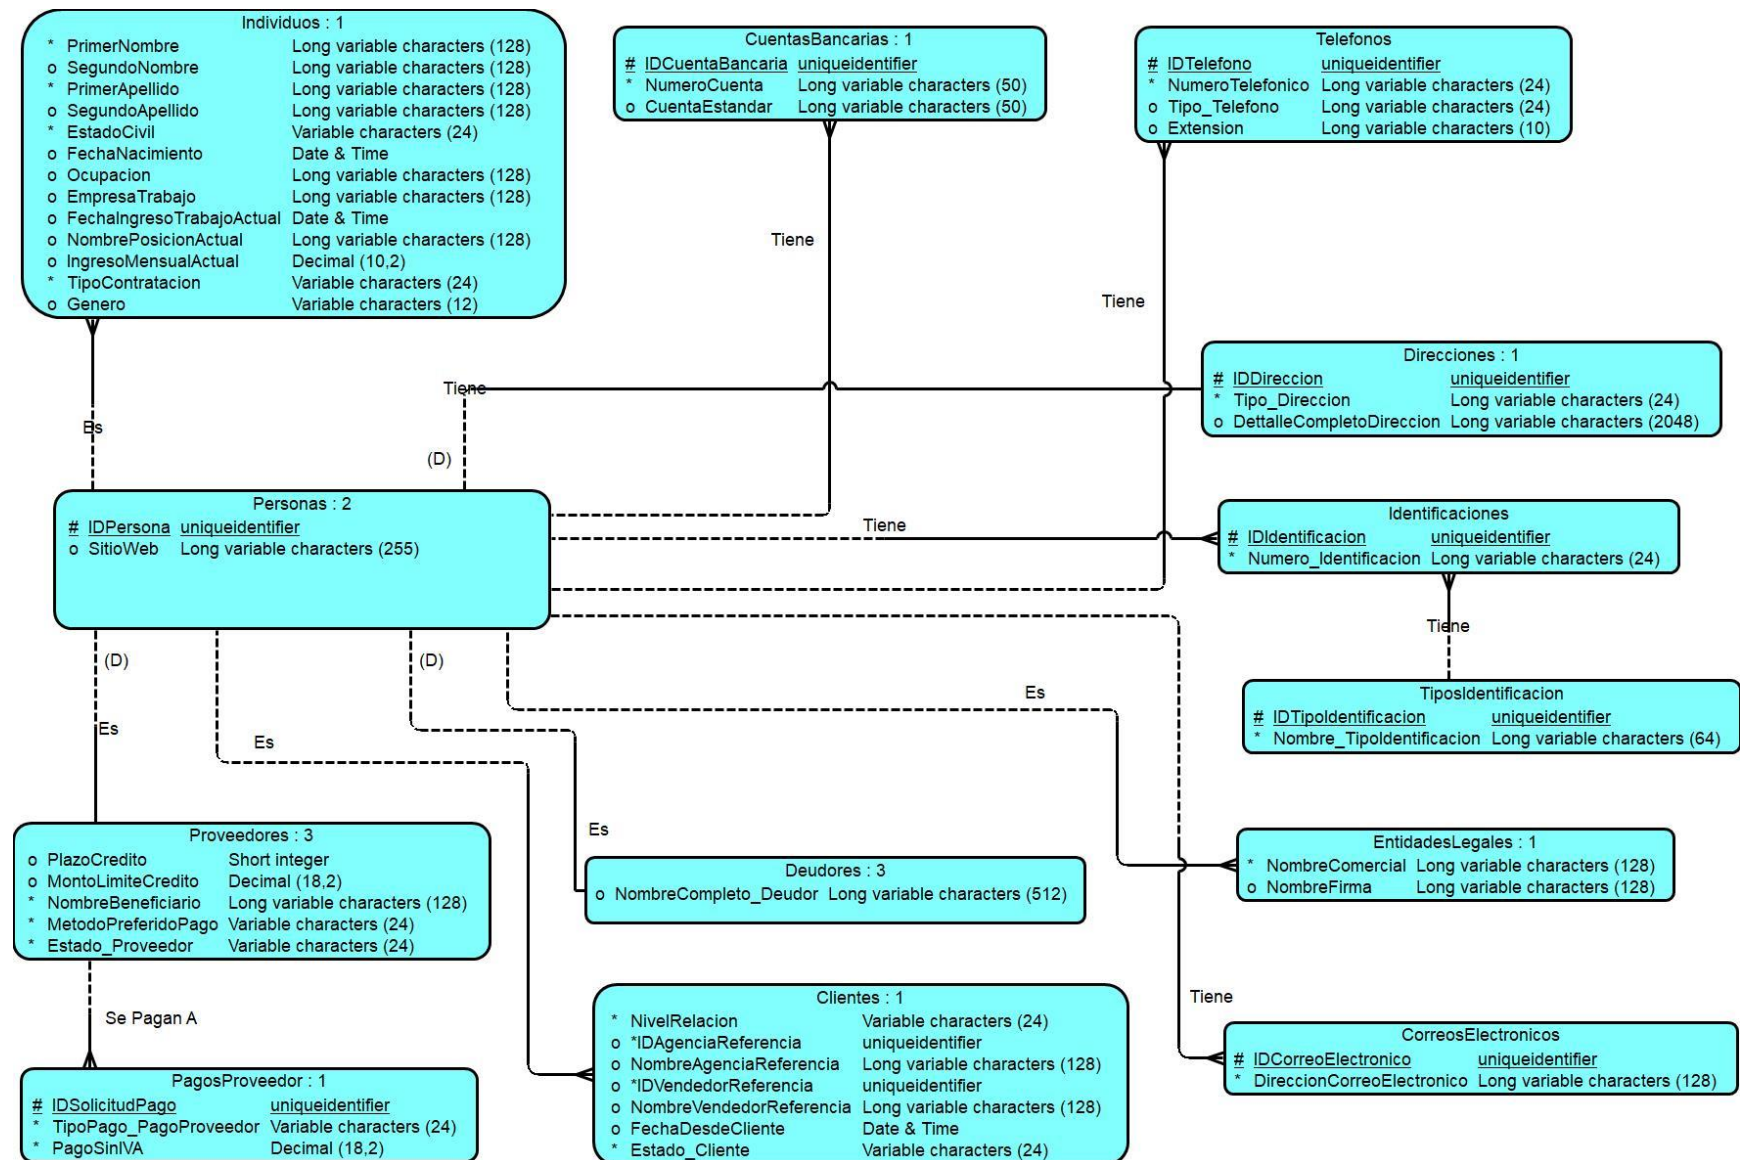 Individuos : 1
* PrimerNombre Long variable characters (128)
o SegundoNombre Long variable characters (128)
* PrimerApellido Long variable characters (128)
o SegundoApellido Long variable characters (128)
* EstadoCivil Variable characters (24)
o FechaNacimiento Date & Time
o Ocupacion Long variable characters (128)
o EmpresaTrabajo Long variable characters (128)
o FechaIngresoTrabajoActual Date & Time
o NombrePosicionActual Long variable characters (128)
o IngresoMensualActual Decimal (10,2)
* TipoContratacion Variable characters (24)
o Genero Variable characters (12)
CuentasBancarias : 1
# IDCuentaBancaria uniqueidentifier
* NumeroCuenta Long variable characters (50)
o CuentaEstandar Long variable characters (50)
Telefonos
# IDTelefono uniqueidentifier
* NumeroTelefonico Long variable characters (24)
o Tipo_Telefono Long variable characters (24)
o Extension Long variable characters (10)
Tiene
Tiene
Direcciones : 1
# IDDireccion uniqueidentifier
* Tipo_Direccion Long variable characters (24)
o DettalleCompletoDireccion Long variable characters (2048)
Tiene
Es
(D)
Personas : 2
# IDPersona uniqueidentifier
o SitioWeb Long variable characters (255)
Tiene
Identificaciones
# IDIdentificacion uniqueidentifier
* Numero_Identificacion Long variable characters (24)
Tiene
(D)
(D)
TiposIdentificacion
# IDTipoIdentificacion uniqueidentifier
* Nombre_TipoIdentificacion Long variable characters (64)
Es
Es
Es
Proveedores : 3
o PlazoCredito Short integer
o MontoLimiteCredito Decimal (18,2)
* NombreBeneficiario Long variable characters (128)
* MetodoPreferidoPago Variable characters (24)
* Estado_Proveedor Variable characters (24)
Es
Deudores : 3
o NombreCompleto_Deudor Long variable characters (512)
EntidadesLegales : 1
* NombreComercial Long variable characters (128)
o NombreFirma Long variable characters (128)
Se Pagan A
Clientes : 1
* NivelRelacion Variable characters (24)
o *IDAgenciaReferencia uniqueidentifier
o NombreAgenciaReferencia Long variable characters (128)
o *IDVendedorReferencia uniqueidentifier
o NombreVendedorReferencia Long variable characters (128)
o FechaDesdeCliente Date & Time
* Estado_Cliente Variable characters (24)
Tiene
CorreosElectronicos
# IDCorreoElectronico uniqueidentifier
* DireccionCorreoElectronico Long variable characters (128)
PagosProveedor : 1
# IDSolicitudPago uniqueidentifier
* TipoPago_PagoProveedor Variable characters (24)
* PagoSinIVA Decimal (18,2)